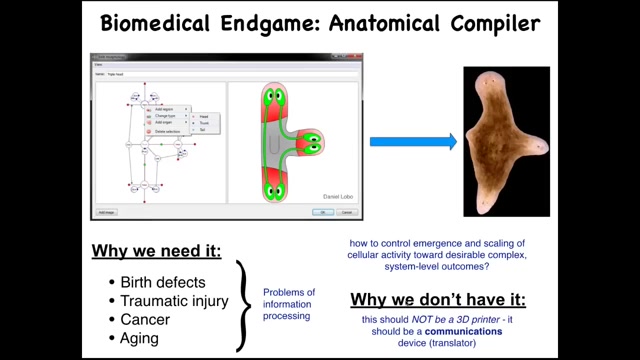 Biomedical Endgame: Anatomical Compiler
Add region
Change type
Add organ
Delete selection
Head
Trunk
Tail
Daniel Lobo
Add image
OK
Cancel
Why we need it:
• Birth defects
• Traumatic injury
• Cancer
• Aging
Problems of
information
processing
how to control emergence and scaling of
cellular activity toward desirable complex,
system-level outcomes?
Why we don't have it:
this should NOT be a 3D printer - it
should be a communications
device (translator)